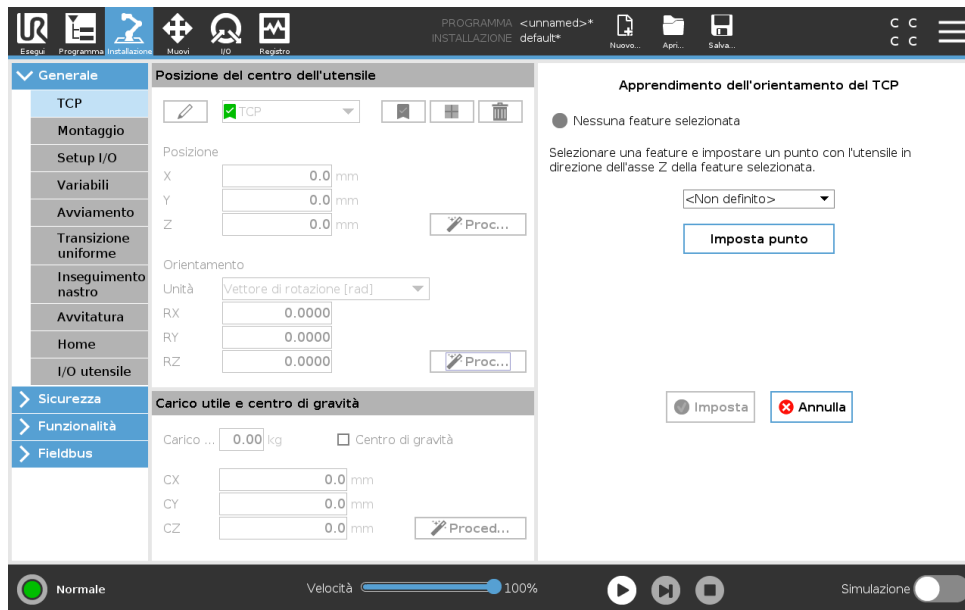 Esegui
Programma
Installazione
Muovi
I/O
Registro
PROGRAMMA <unnamed>*
INSTALLAZIONE default*
Nuovo...
Apri...
Salva...
C C
C C
Generale
TCP
Montaggio
Setup I/O
Variabili
Avviamento
Transizione
uniforme
Inseguimento
nastro
Avvitatura
Home
I/O utensile
Sicurezza
Funzionalità
Fieldbus
Posizione del centro dell'utensile
TCP
Posizione
X 0.0 mm
Y 0.0 mm
Z 0.0 mm
Proc...
Orientamento
Unità Vettore di rotazione [rad]
RX 0.0000
RY 0.0000
RZ 0.0000
Proc...
Carico utile e centro di gravità
Carico ... 0.00 kg
Centro di gravità
CX 0.0 mm
CY 0.0 mm
CZ 0.0 mm
Proced...
Apprendimento dell'orientamento del TCP
Nessuna feature selezionata
Selezionare una feature e impostare un punto con l'utensile in
direzione dell'asse Z della feature selezionata.
<Non definito>
Imposta punto
Imposta
Annulla
Normale
Velocità
100%
Simulazione